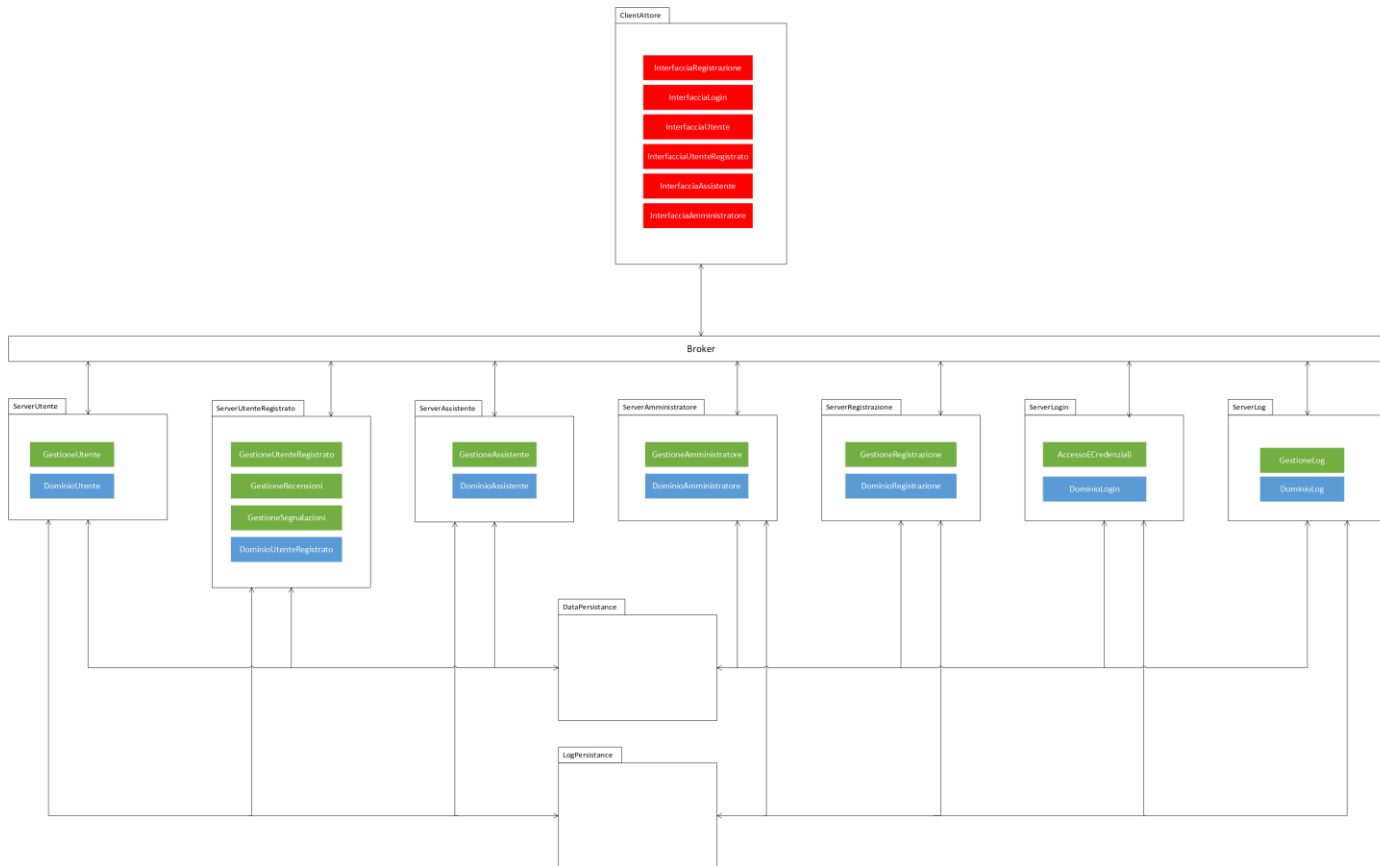 ClientAttore
InterfacciaRegistrazione
InterfacciaLogin
InterfacciaUtente
InterfacciaUtenteRegistrato
InterfacciaAssistente
InterfacciaAmministratore
Broker
ServerUtente
GestioneUtente
DominioUtente
ServerUtenteRegistrato
GestioneUtenteRegistrato
GestioneRecensioni
GestioneSegnalazioni
DominioUtenteRegistrato
ServerAssistente
GestioneAssistente
DominioAssistente
ServerAmministratore
GestioneAmministratore
DominioAmministratore
ServerRegistrazione
GestioneRegistrazione
DominioRegistrazione
ServerLogin
AccessoECredenziali
DominioLogin
ServerLog
GestioneLog
DominioLog
DataPersistance
LogPersistance